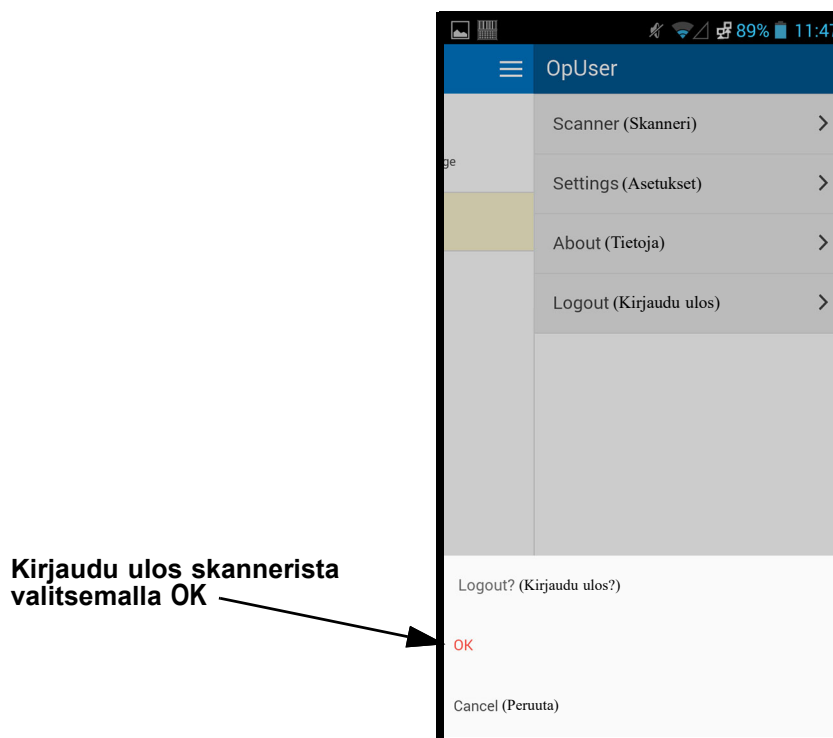 89% 11:47
OpUser
Scanner (Skanneri)
ge
Settings (Asetukset)
About (Tietoja)
Logout (Kirjaudu ulos)
Kirjaudu ulos skannerista
valitsemalla OK
Logout? (Kirjaudu ulos?)
OK
Cancel (Peruuta)